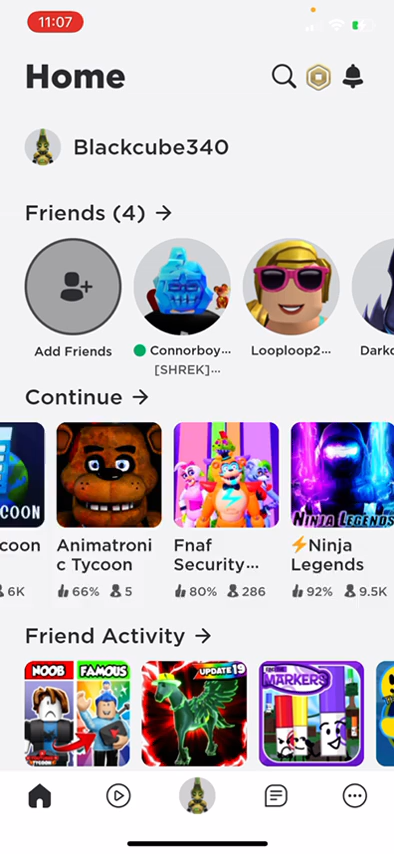 11:07
Home
Blackcube340
Friends (4) →
Add Friends
Connorboy...
Looploop2...
Dark
[SHREK]...
Continue →
COON
NINJA LEGENDS
coon
Animatroni
c Tycoon
Fnaf
Security...
⚡Ninja
Legends
6K
66% 5
80% 286
92% 9.5K
Friend Activity →
NOOB FAMOUS
UPDATE 19
MARKERS